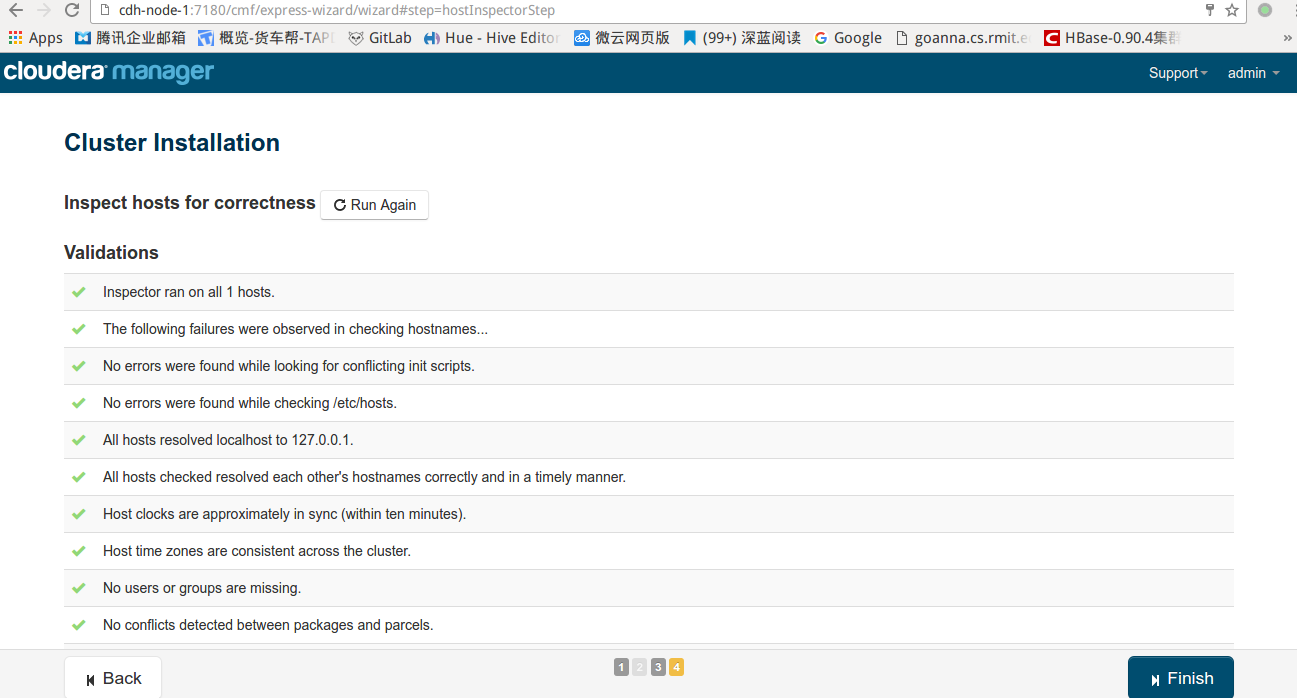 cdh-node-1:7180/cmf/express-wizard/wizard#step=hostInspectorStep
Apps 腾讯企业邮箱 概览-货车帮-TAPD GitLab Hue - Hive Editor 微云网页版 (99+) 深蓝阅读 Google goanna.cs.rmit.e HBase-0.90.4集群 »
cloudera manager Support admin
Cluster Installation
Inspect hosts for correctness Run Again
Validations
Inspector ran on all 1 hosts.
The following failures were observed in checking hostnames...
No errors were found while looking for conflicting init scripts.
No errors were found while checking /etc/hosts.
All hosts resolved localhost to 127.0.0.1.
All hosts checked resolved each other's hostnames correctly and in a timely manner.
Host clocks are approximately in sync (within ten minutes).
Host time zones are consistent across the cluster.
No users or groups are missing.
No conflicts detected between packages and parcels.
Back 1 2 3 4 Finish